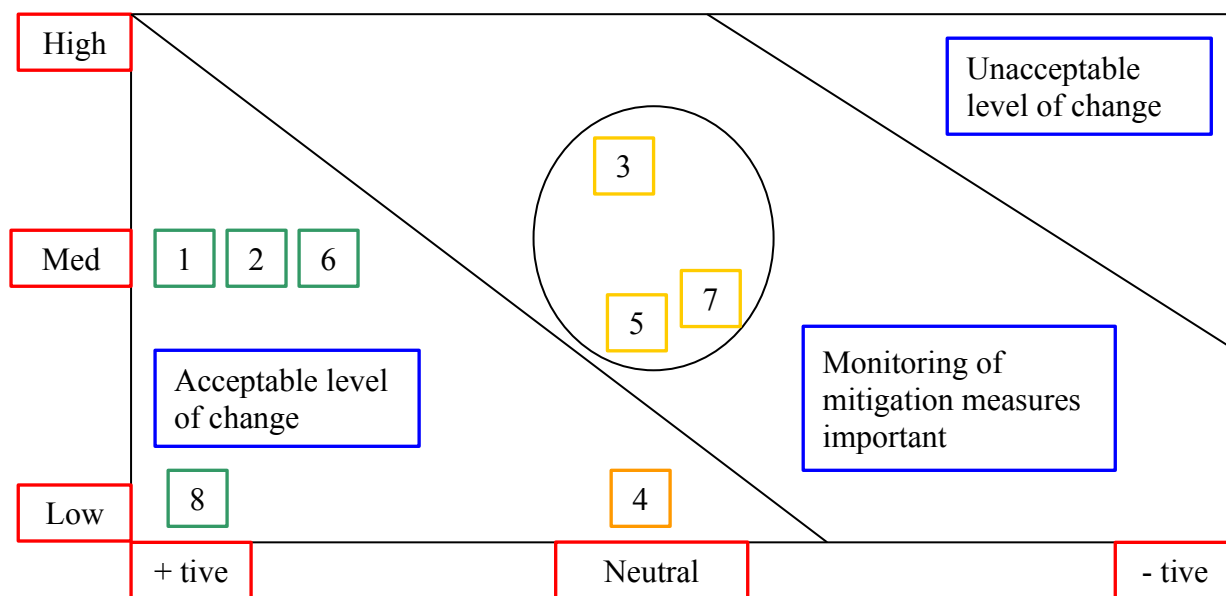 High
Unacceptable
level of change
3
Med
1
2
6
7
5
Acceptable level
of change
Monitoring of
mitigation measures
important
8
4
Low
+ tive
Neutral
- tive